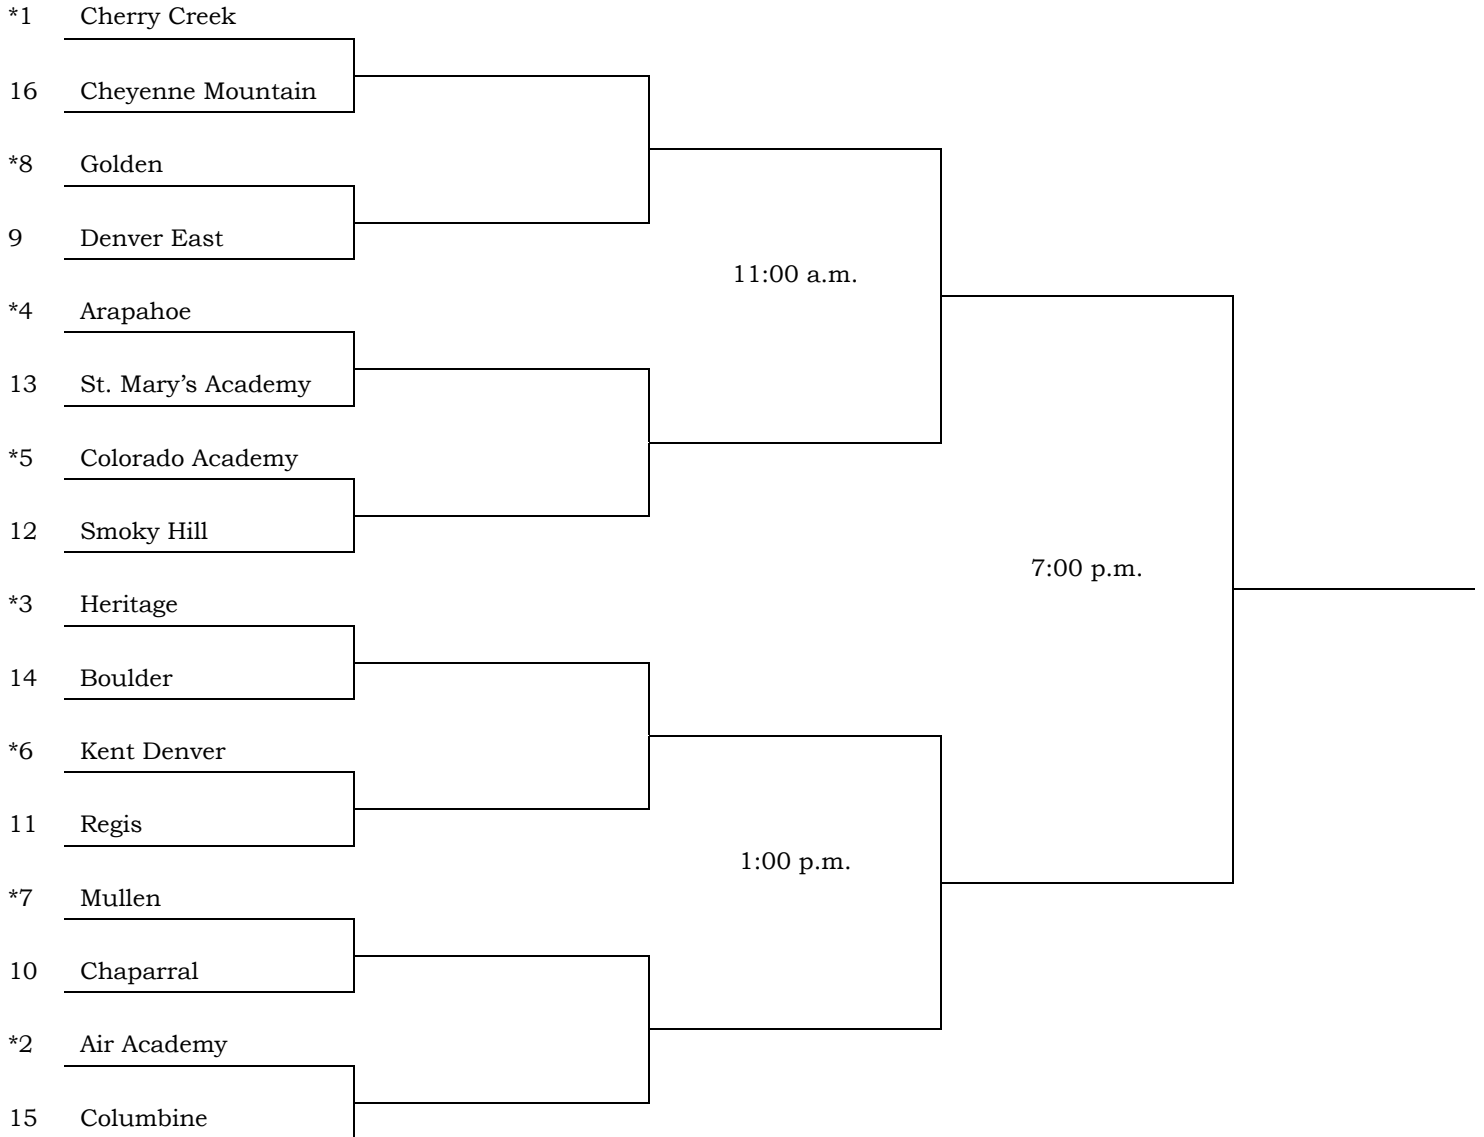 *1 Cherry Creek
16 Cheyenne Mountain
*8 Golden
9 Denver East
11:00 a.m.
*4 Arapahoe
13 St. Mary’s Academy
*5 Colorado Academy
12 Smoky Hill
7:00 p.m.
*3 Heritage
14 Boulder
*6 Kent Denver
11 Regis
1:00 p.m.
*7 Mullen
10 Chaparral
*2 Air Academy
15 Columbine